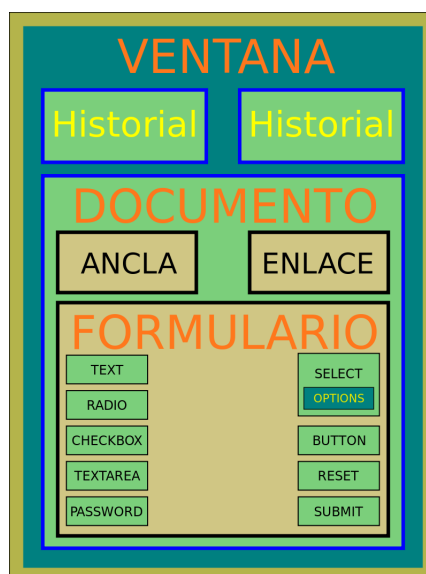 VENTANA
Historial Historial
DOCUMENTO
ANCLA ENLACE
FORMULARIO
TEXT
RADIO
CHECKBOX
TEXTAREA
PASSWORD
SELECT
OPTIONS
BUTTON
RESET
SUBMIT